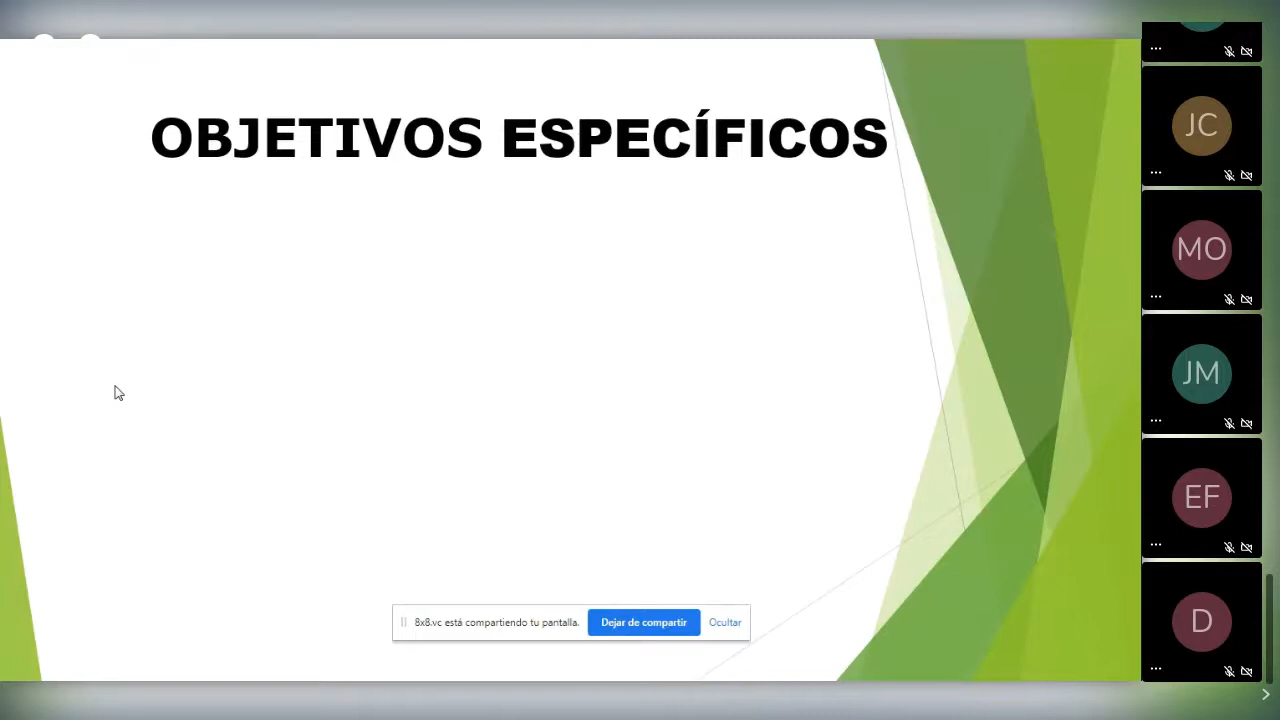 OBJETIVOS ESPECÍFICOS
JC
MO
JM
EF
D
8x8.vc está compartiendo tu pantalla.
Dejar de compartir
Ocultar